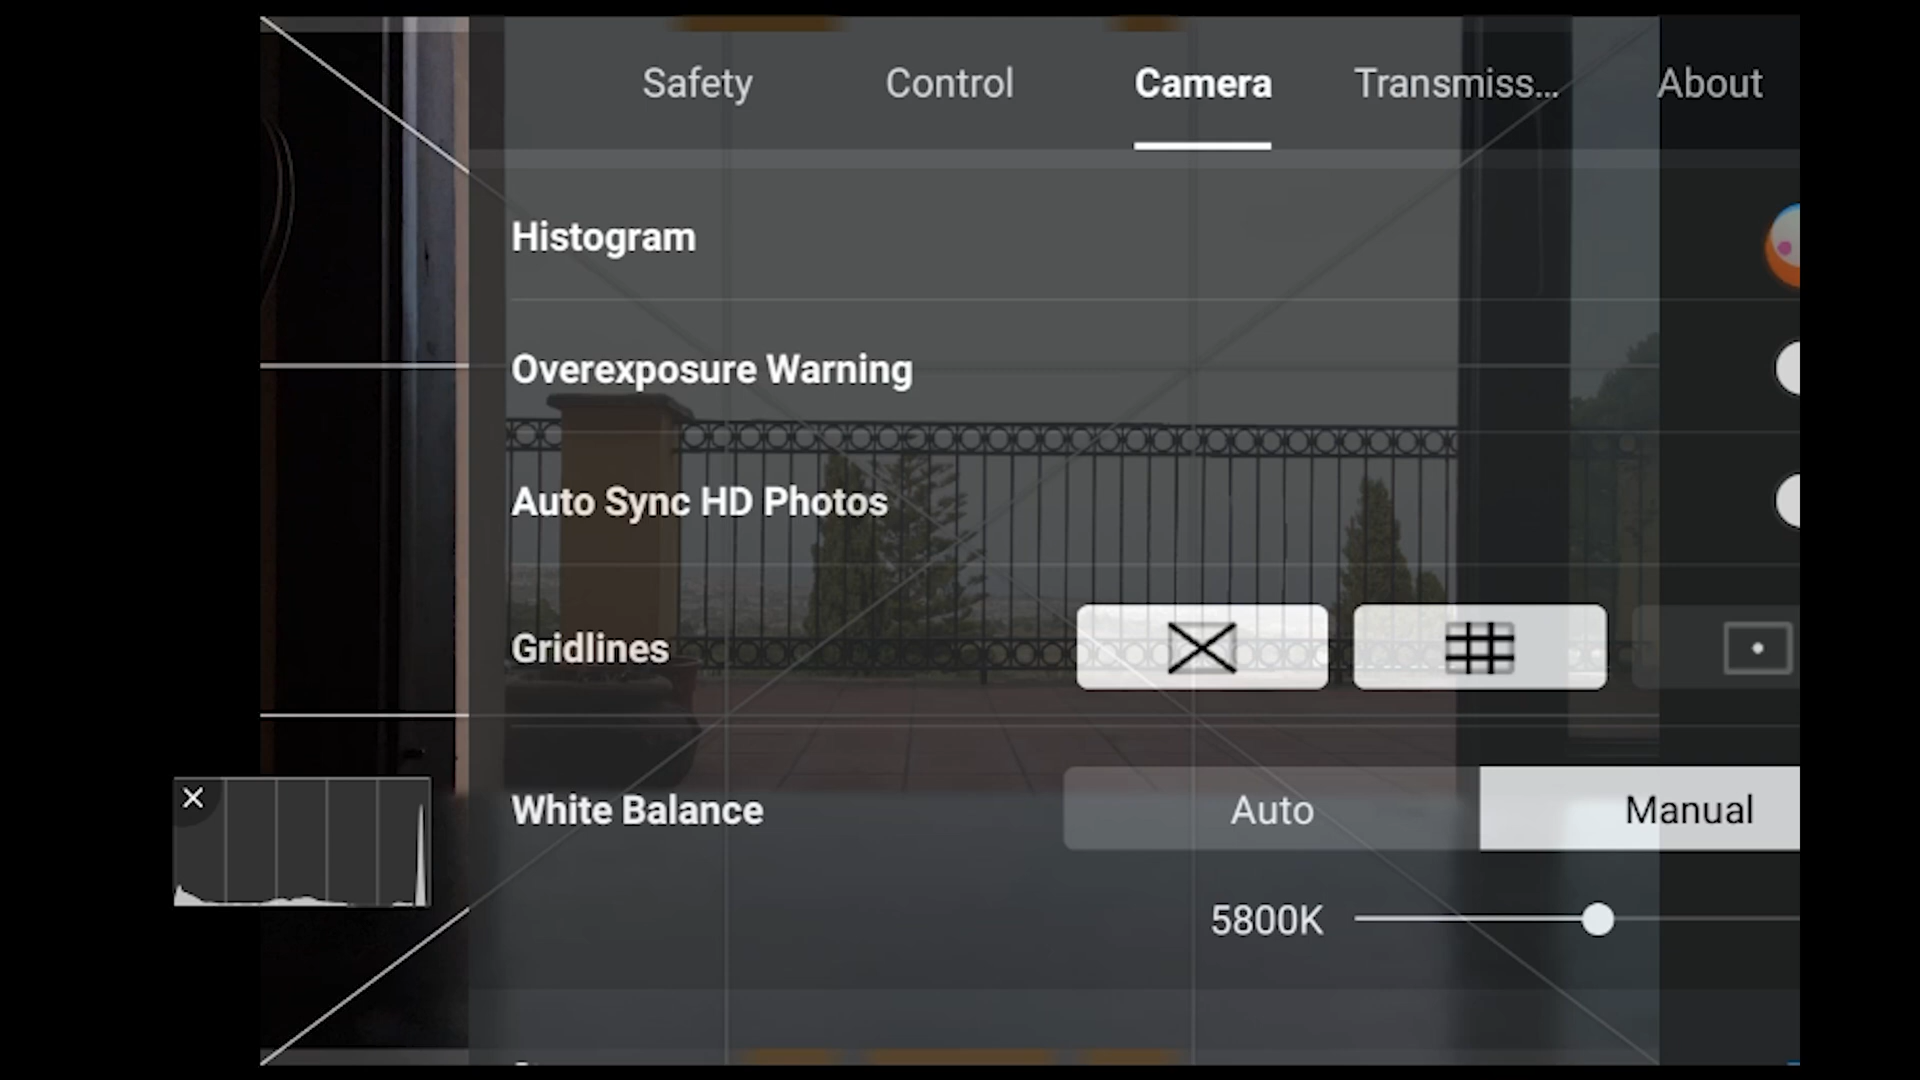 Safety Control Camera Transmiss... About
Histogram
Overexposure Warning
Auto Sync HD Photos
Gridlines
White Balance Auto Manual
5800K